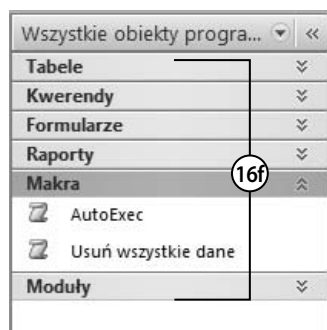 Wszystkie obiekty progra...
Tabele
Kwerendy
Formularze
Raporty
16f
Makra
AutoExec
Usuń wszystkie dane
Moduły